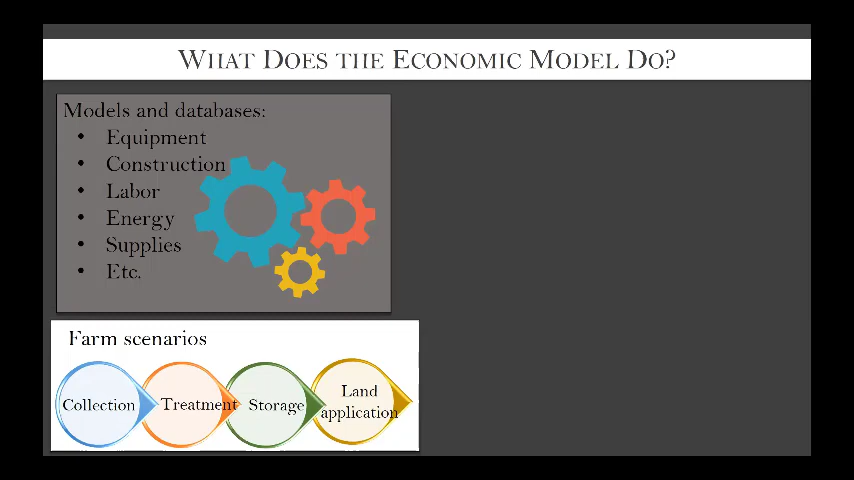 WHAT DOES THE ECONOMIC MODEL DO?
Models and databases:
• Equipment
• Construction
• Labor
• Energy
• Supplies
• Etc.
Farm scenarios
Collection
Treatment
Storage
Land
application